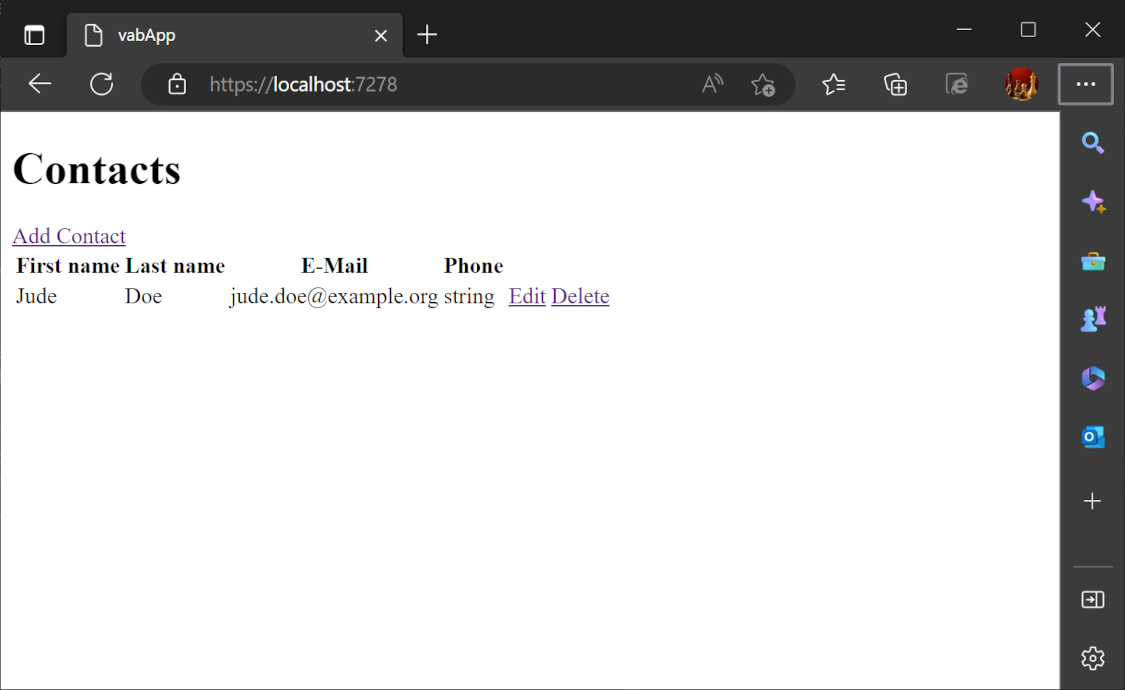 vabApp
https://localhost:7278
Contacts
Add Contact
First name Last name E-Mail Phone
Jude Doe jude.doe@example.org string Edit Delete